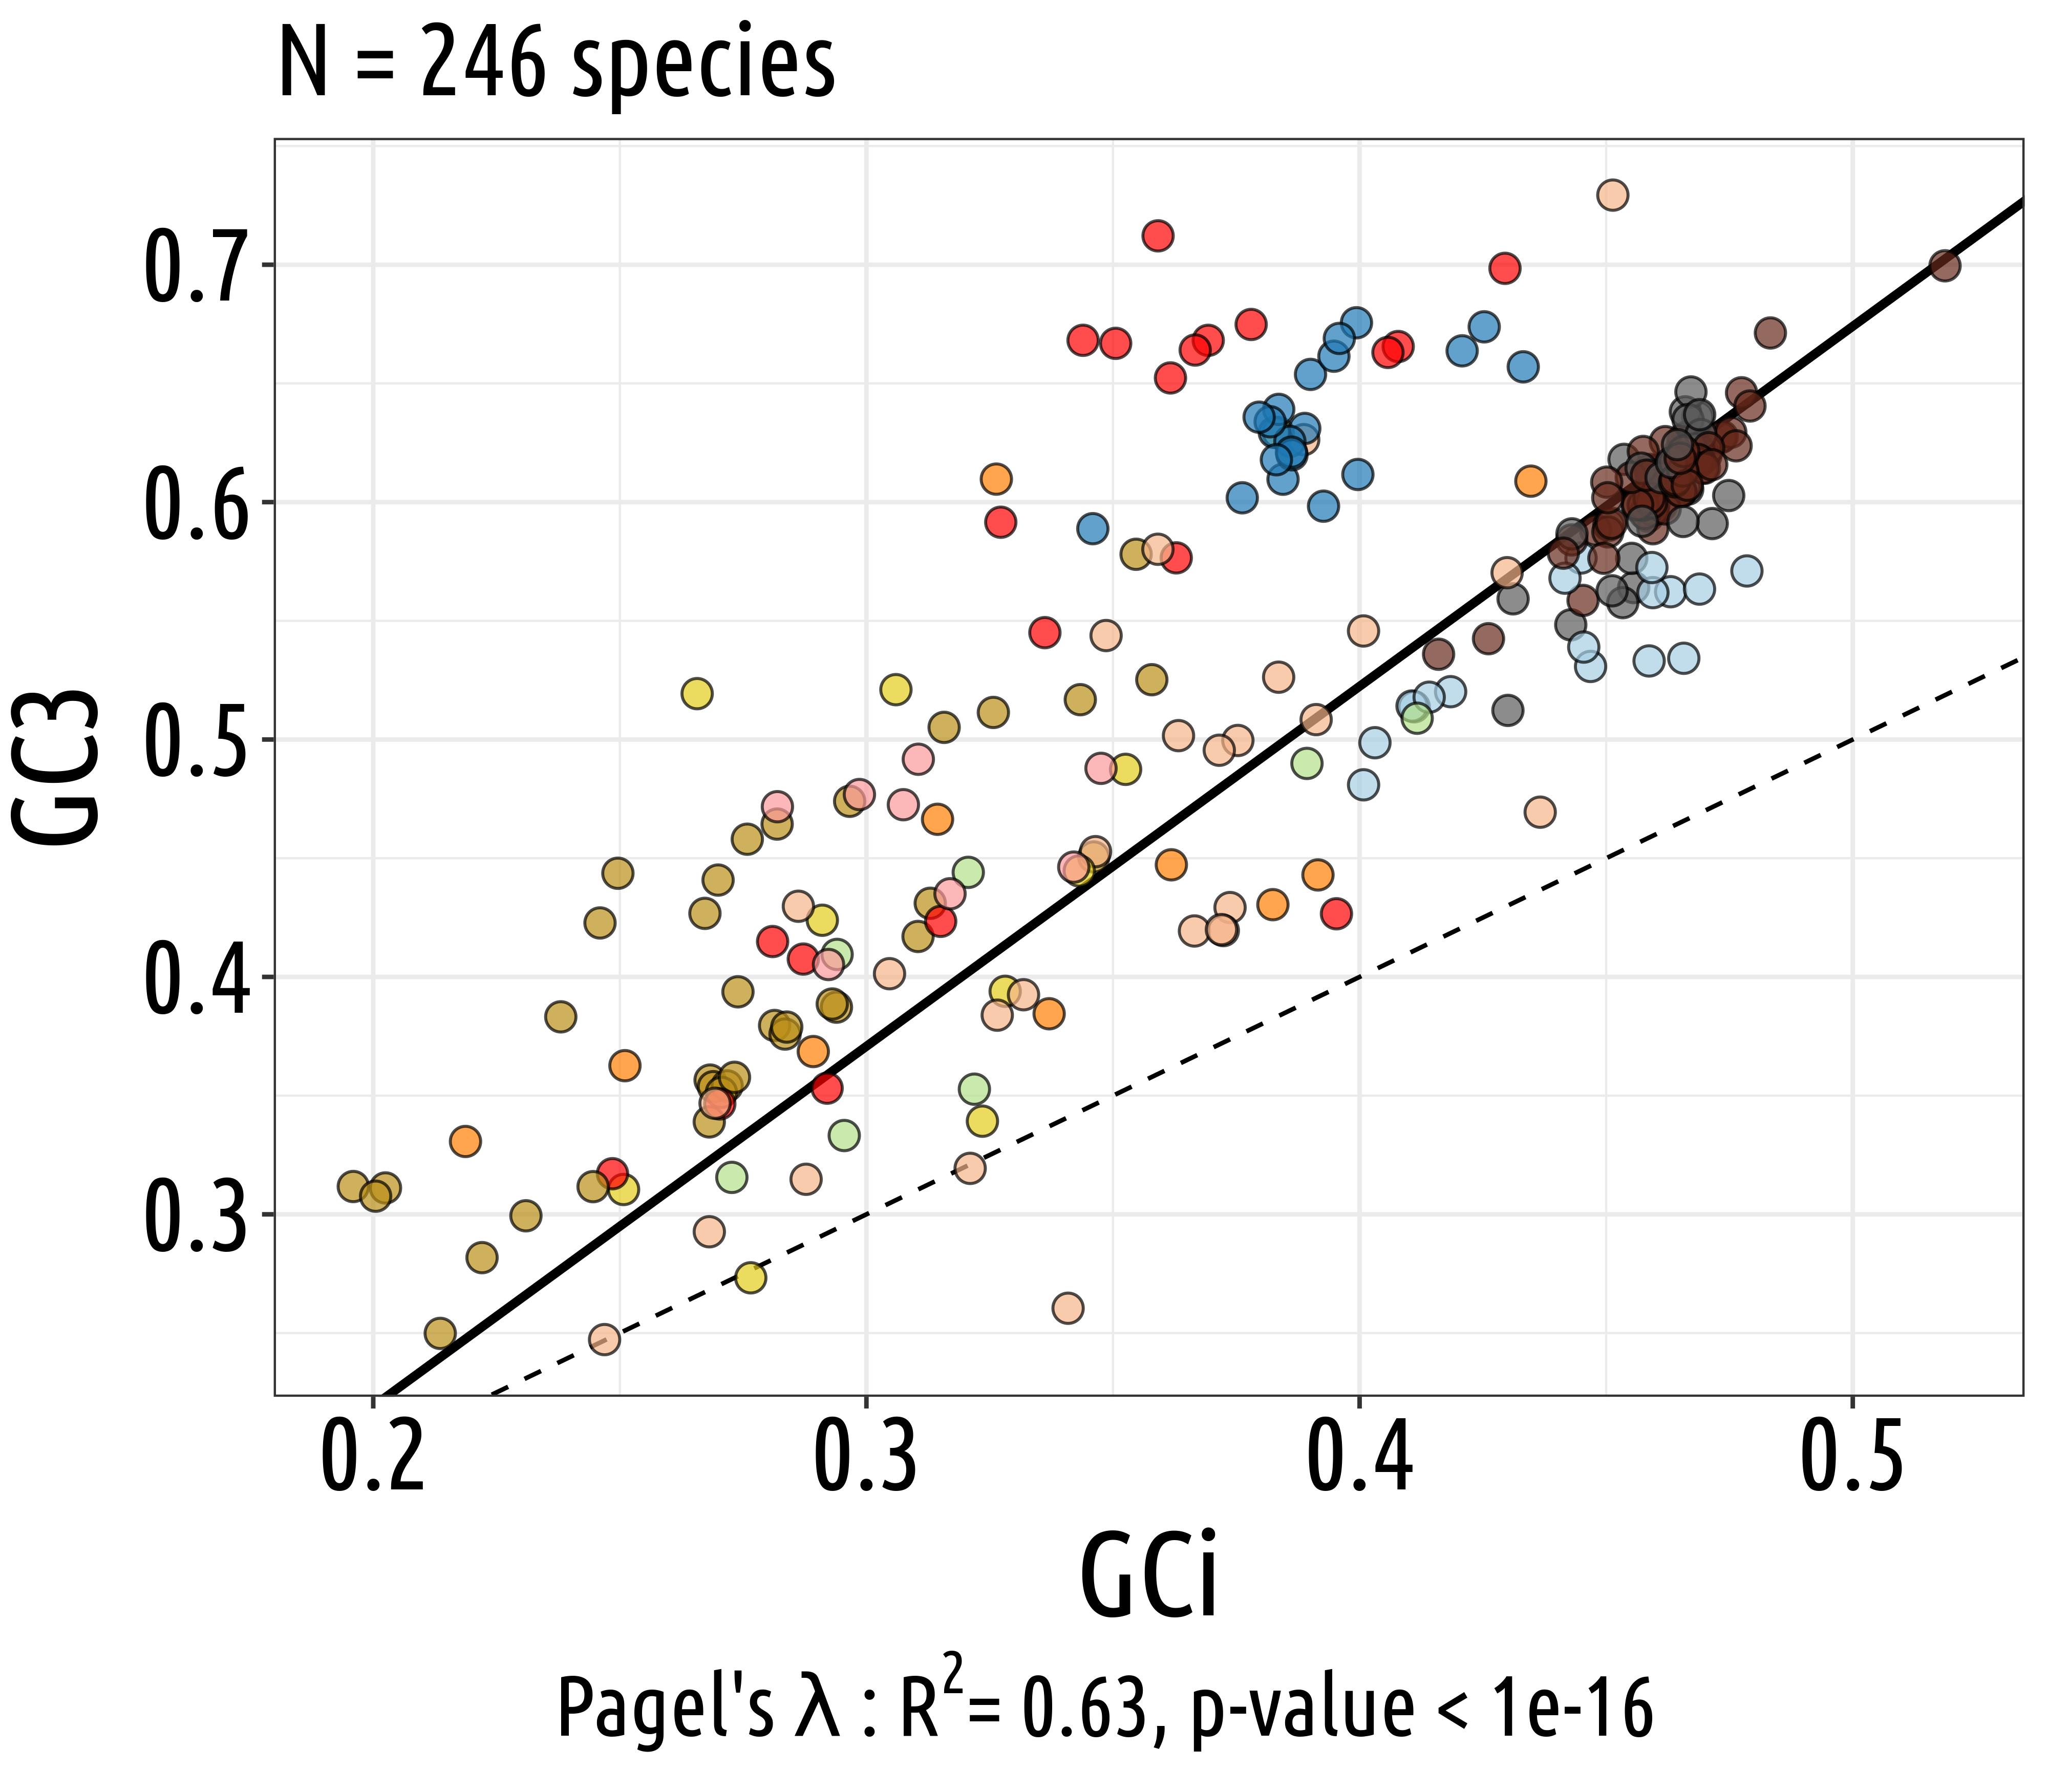 N = 246 species
GC3
0.7
0.6
0.5
0.4
0.3
0.2 0.3 0.4 0.5
GCi
Pagel's λ : R²= 0.63, p-value < 1e-16